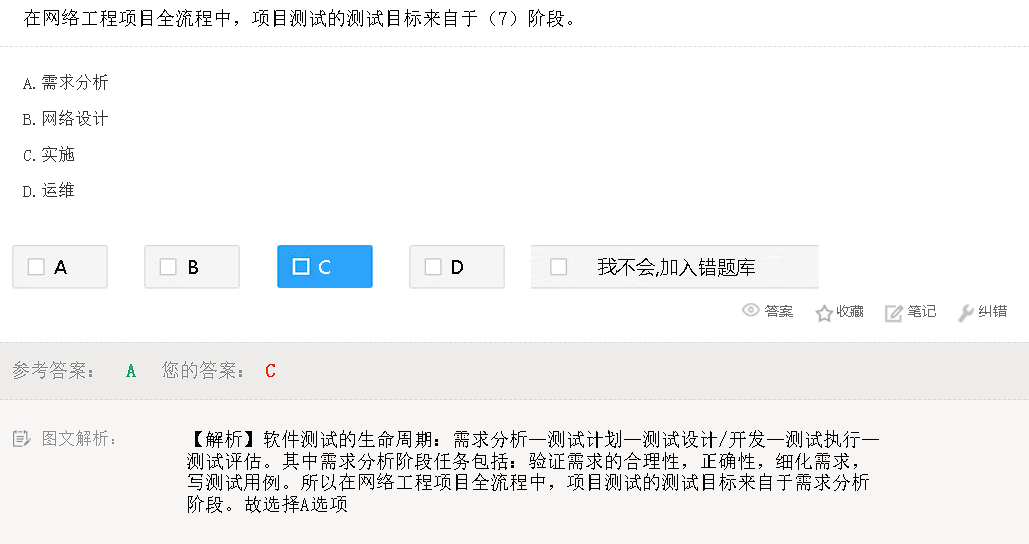 在网络工程项目全流程中，项目测试的测试目标来自于（7）阶段。
A. 需求分析
B. 网络设计
C. 实施
D. 运维
A B C D 我不会,加入错题库
答案 收藏 笔记 纠错
参考答案： A 您的答案： C
图文解析： 【解析】软件测试的生命周期：需求分析—测试计划—测试设计/开发—测试执行—
测试评估。其中需求分析阶段任务包括：验证需求的合理性，正确性，细化需求，
写测试用例。所以在网络工程项目全流程中，项目测试的测试目标来自于需求分析
阶段。故选择A选项